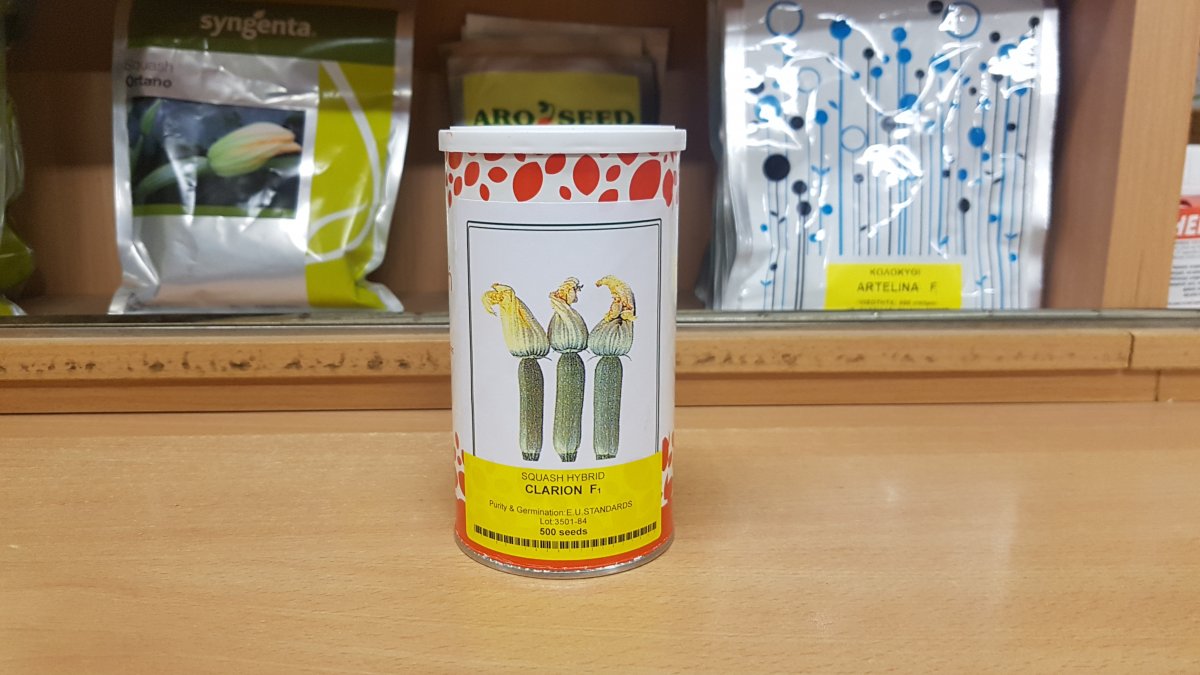 syngenta
Squash
Ortano
ARO SEED
SQUASH HYBRID
CLARION F1
Purity & Germination:E.U.STANDARDS
Lot:3501-84
500 seeds
ΚΟΛΟΚΥΘΙ
ARTELINA F